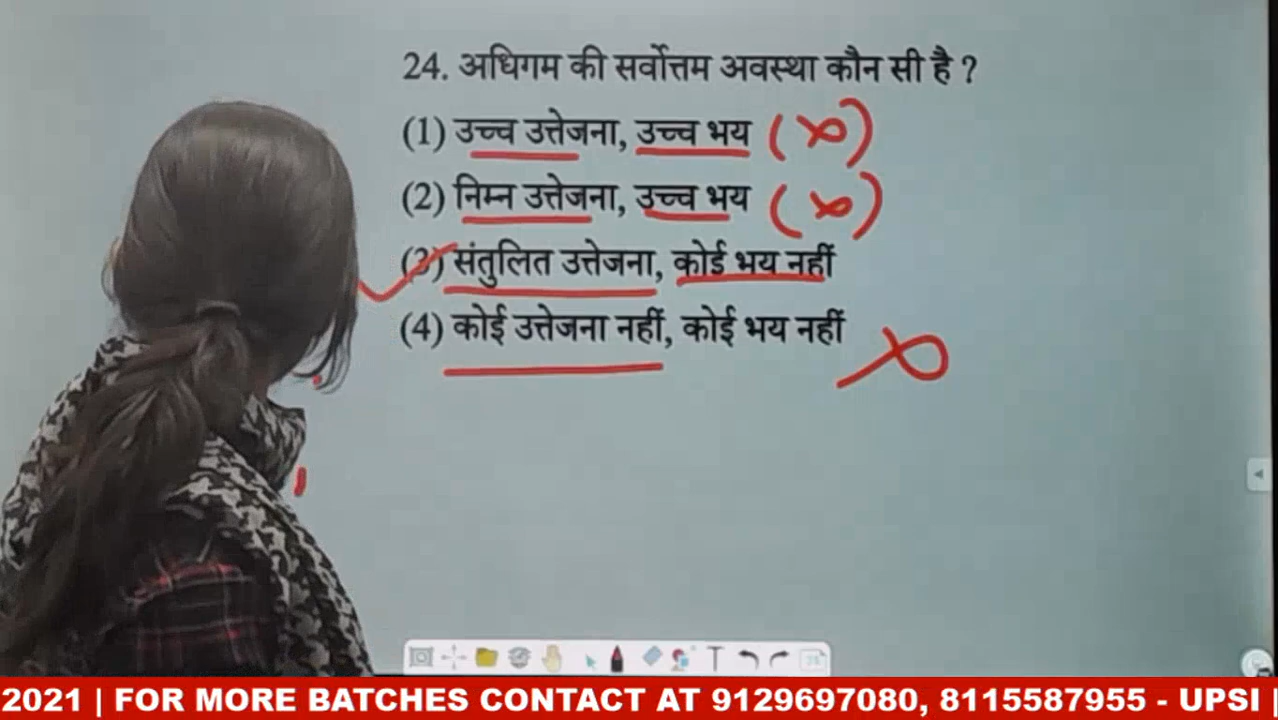 24. अधिगम की सर्वोत्तम अवस्था कौन सी है ?
(1) उच्च उत्तेजना, उच्च भय
(2) निम्न उत्तेजना, उच्च भय
(3) संतुलित उत्तेजना, कोई भय नहीं
(4) कोई उत्तेजना नहीं, कोई भय नहीं
2021 | FOR MORE BATCHES CONTACT AT 9129697080, 8115587955 - UPSI |